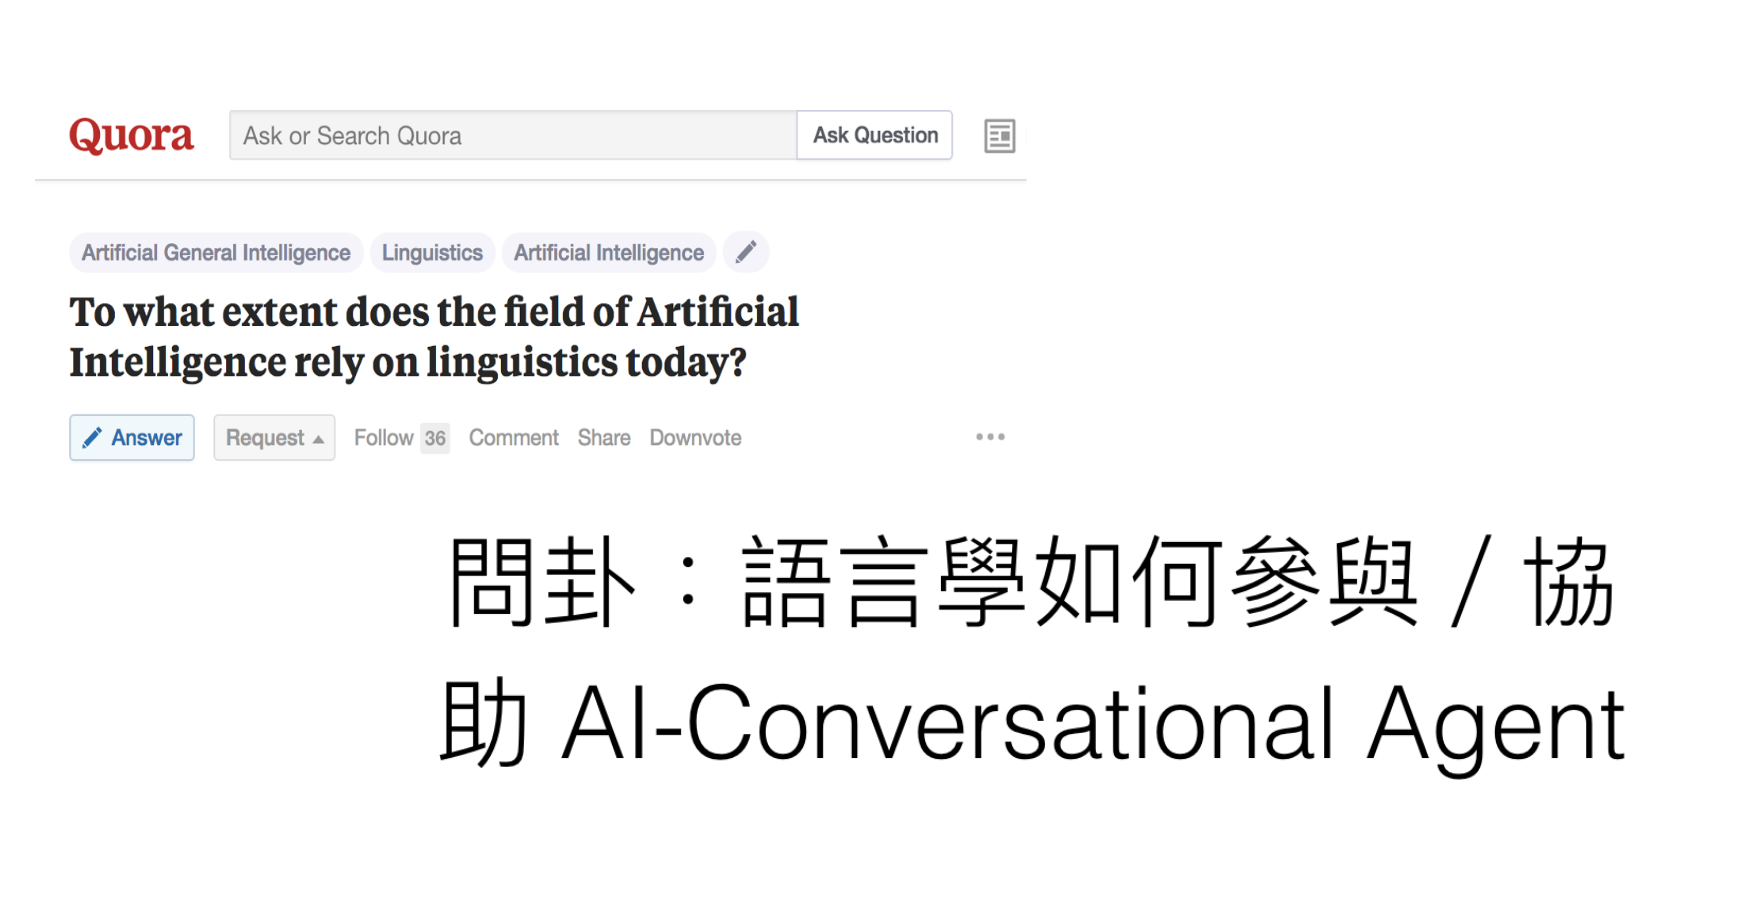 Quora
Ask or Search Quora
Ask Question
Artificial General Intelligence
Linguistics
Artificial Intelligence
To what extent does the field of Artificial
Intelligence rely on linguistics today?
Answer
Request
Follow 36
Comment
Share
Downvote
問卦：語言學如何參與 / 協
助 AI-Conversational Agent